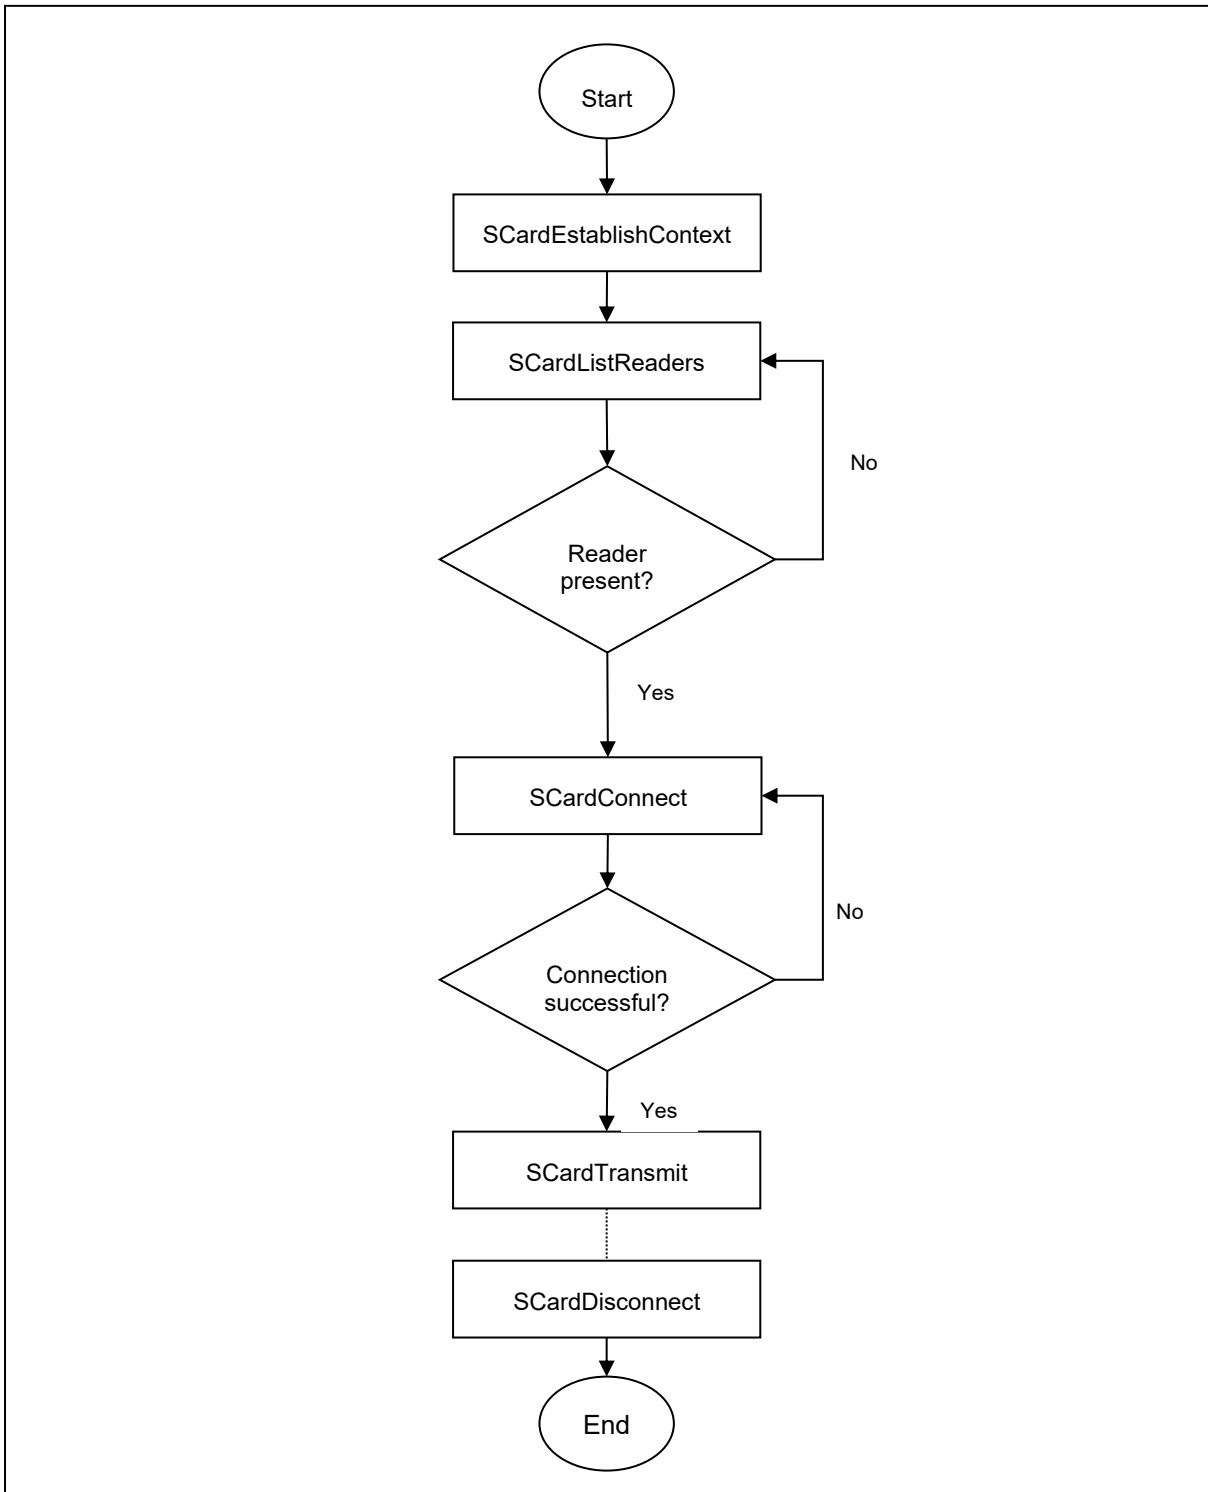 Start
SCardEstablishContext
SCardListReaders
No
Reader
present?
Yes
SCardConnect
No
Connection
successful?
Yes
SCardTransmit
SCardDisconnect
End